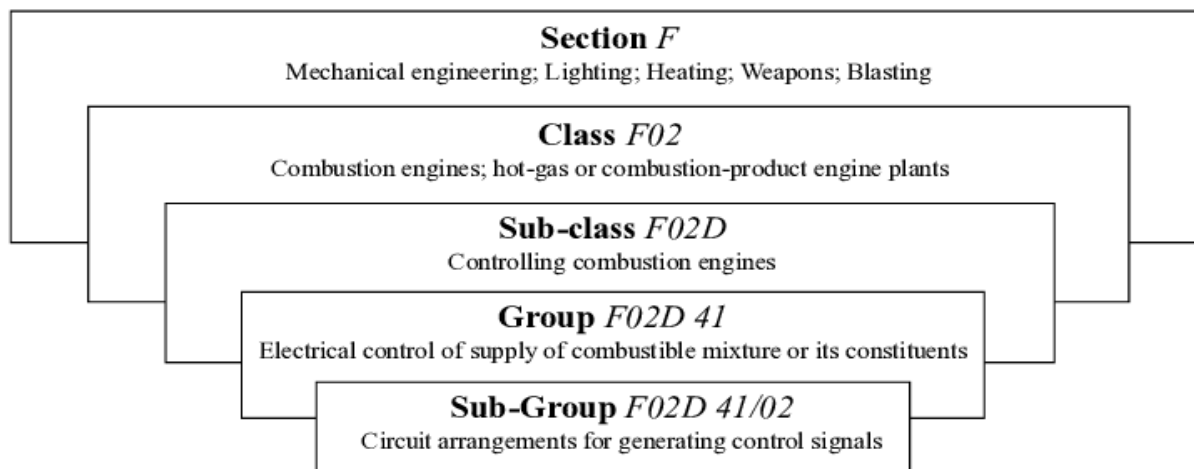 Section F
Mechanical engineering; Lighting; Heating; Weapons; Blasting
Class F02
Combustion engines; hot-gas or combustion-product engine plants
Sub-class F02D
Controlling combustion engines
Group F02D 41
Electrical control of supply of combustible mixture or its constituents
Sub-Group F02D 41/02
Circuit arrangements for generating control signals